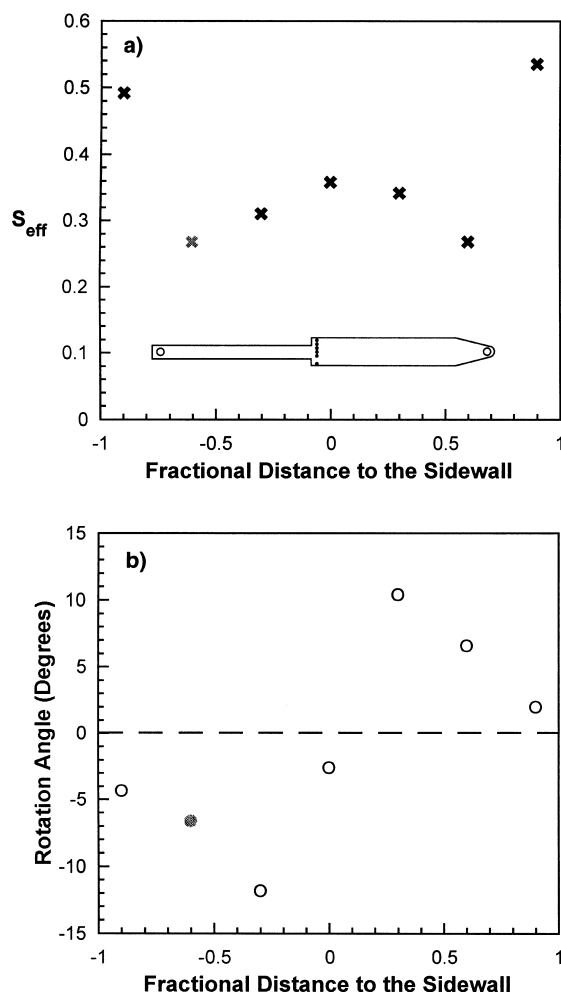 a)
0.6
0.5
0.4
0.3
0.2
0.1
0
S_eff
-1 -0.5 0 0.5 1
Fractional Distance to the Sidewall
b)
15
10
5
0
-5
-10
-15
Rotation Angle (Degrees)
-1 -0.5 0 0.5 1
Fractional Distance to the Sidewall